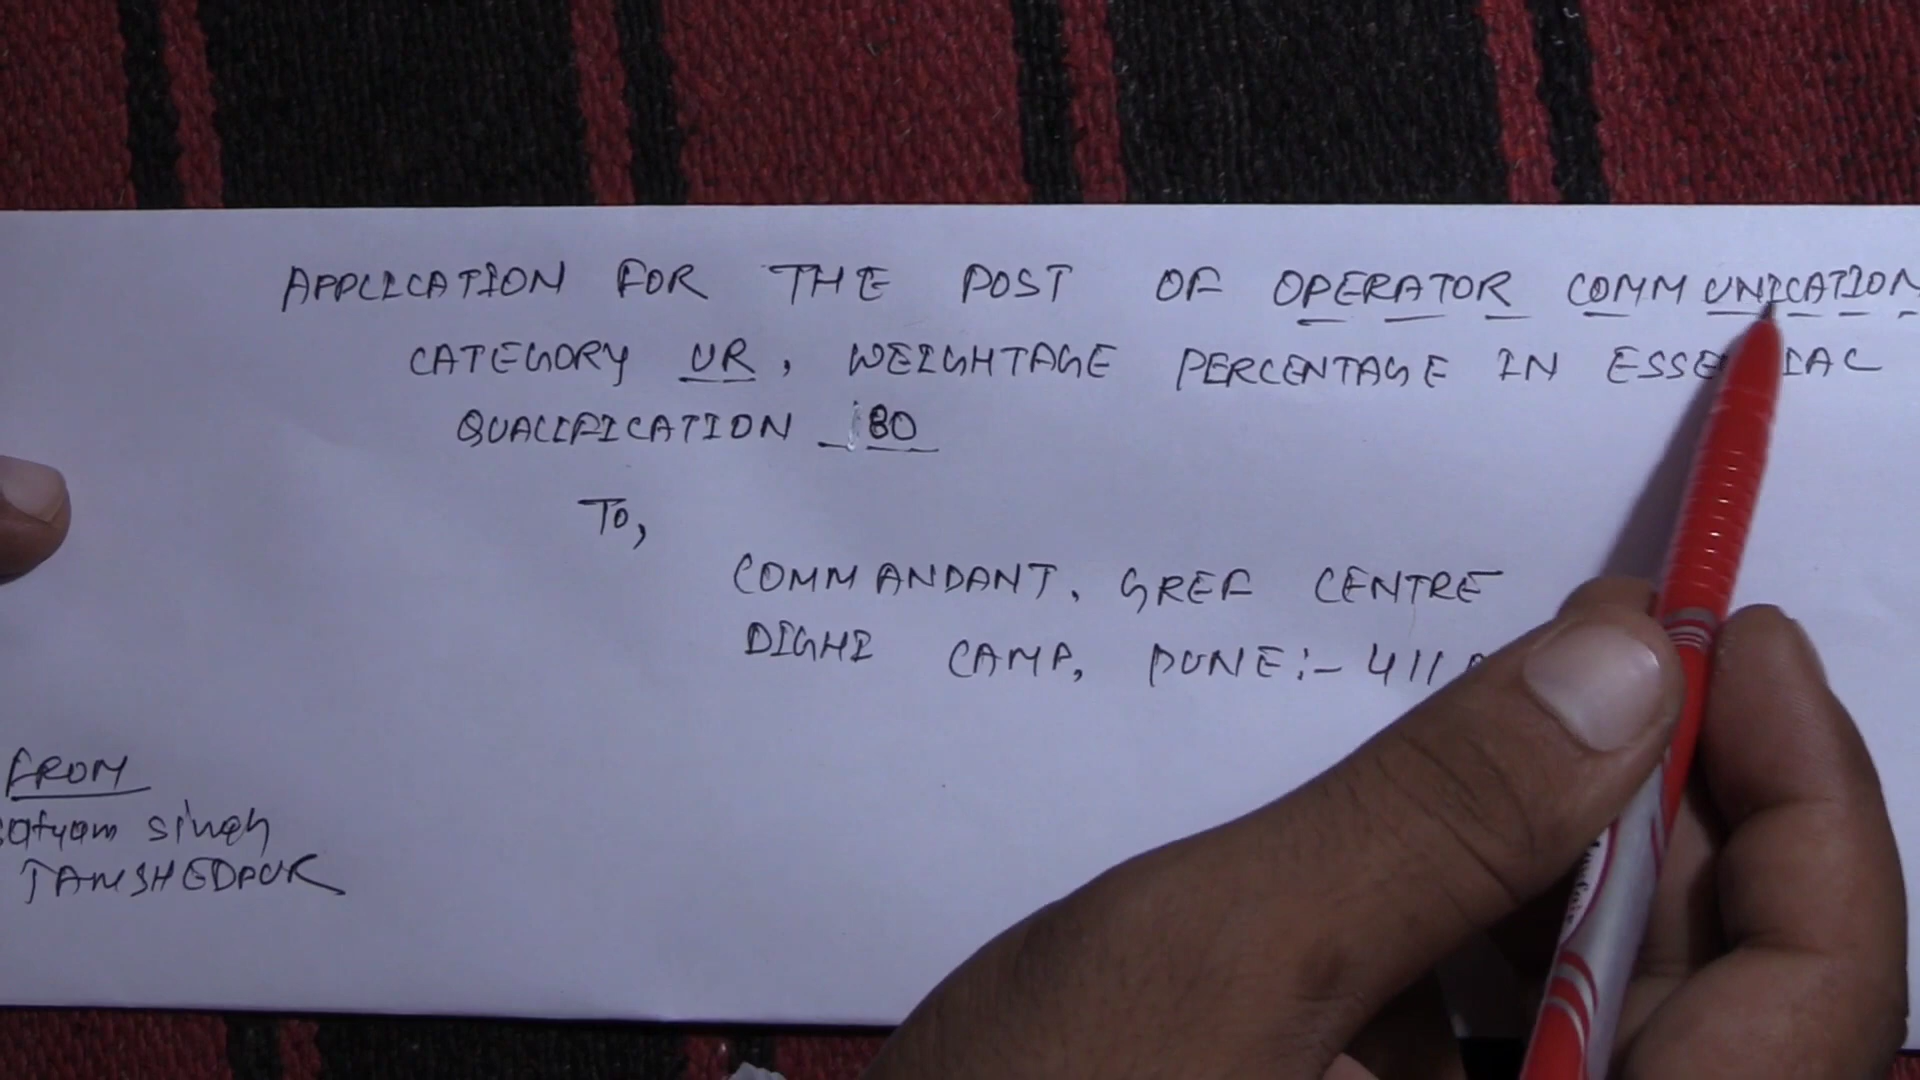 APPLICATION FOR THE POST OF OPERATOR COMMUNICATION
CATEGORY UR, WEIGHTAGE PERCENTAGE IN
QUALIFICATION 80
To,
COMMANDANT, GREF CENTRE
DIGHI CAMP, PUNE:- 411
FROM
satyam singh
JAMSHEDPUR